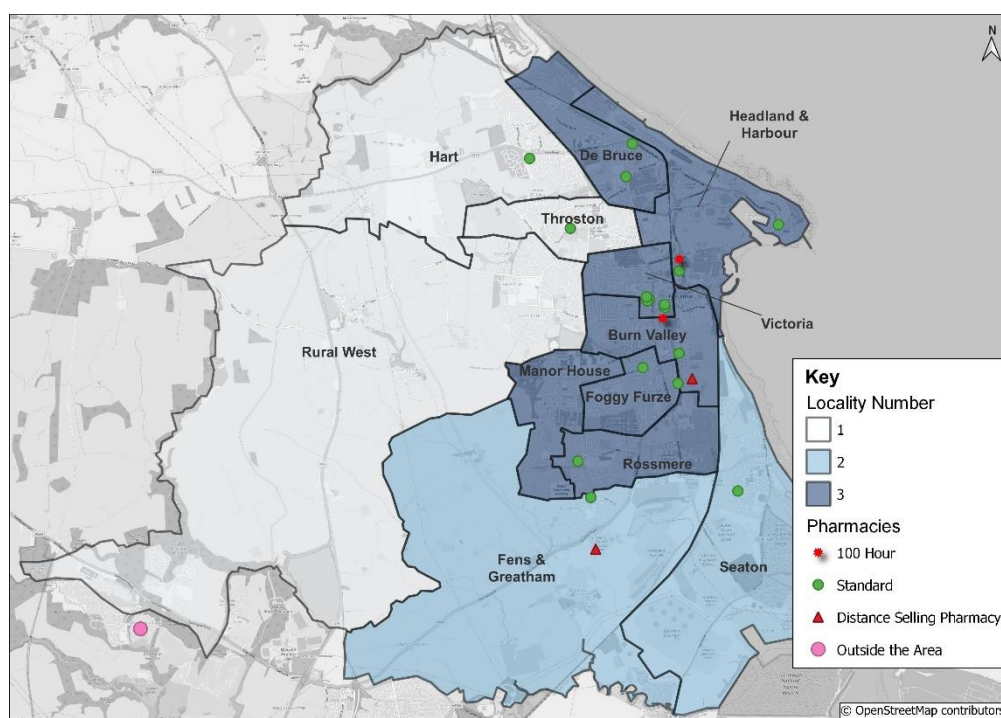 N
Headland &
Harbour
De Bruce
Hart
Throston
Victoria
Burn Valley
Rural West
Manor House
Foggy Furze
Rossmere
Fens &
Greatham
Seaton
Key
Locality Number
1
2
3
Pharmacies
100 Hour
Standard
Distance Selling Pharmacy
Outside the Area
© OpenStreetMap contributors